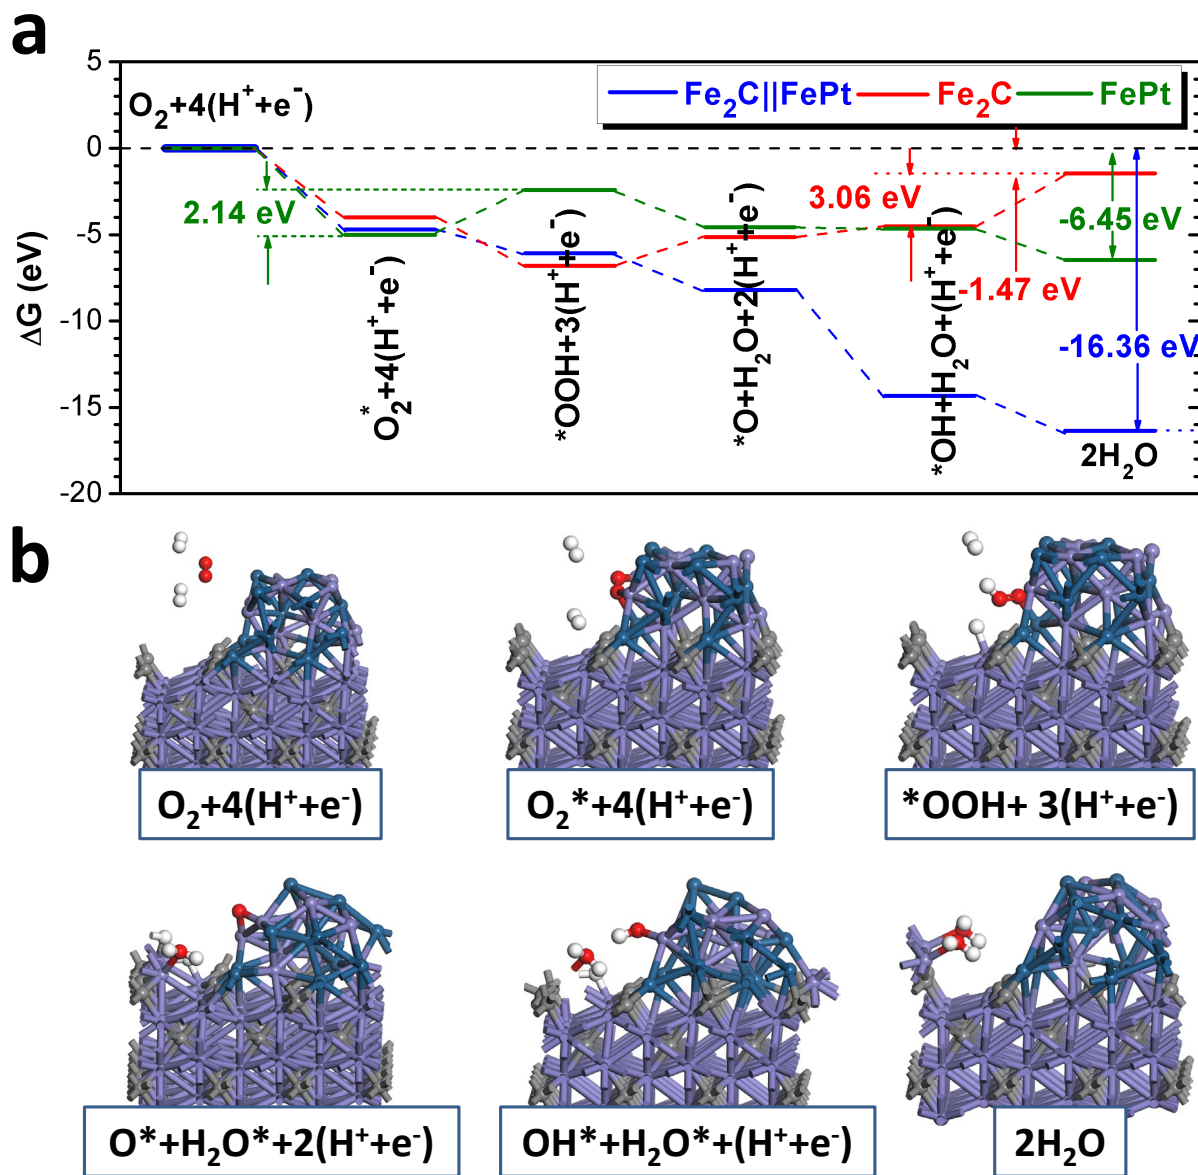 a
5
0
-5
-10
-15
-20
ΔG (eV)
O₂+4(H⁺+e⁻)
Fe₂C||FePt
Fe₂C
FePt
2.14 eV
3.06 eV
-6.45 eV
-1.47 eV
-16.36 eV
O₂*+4(H⁺+e⁻)
*OOH+3(H⁺+e⁻)
*O+H₂O+2(H⁺+e⁻)
*OH+H₂O+(H⁺+e⁻)
2H₂O
b
O₂+4(H⁺+e⁻)
O₂*+4(H⁺+e⁻)
*OOH+ 3(H⁺+e⁻)
O*+H₂O*+2(H⁺+e⁻)
OH*+H₂O*+(H⁺+e⁻)
2H₂O